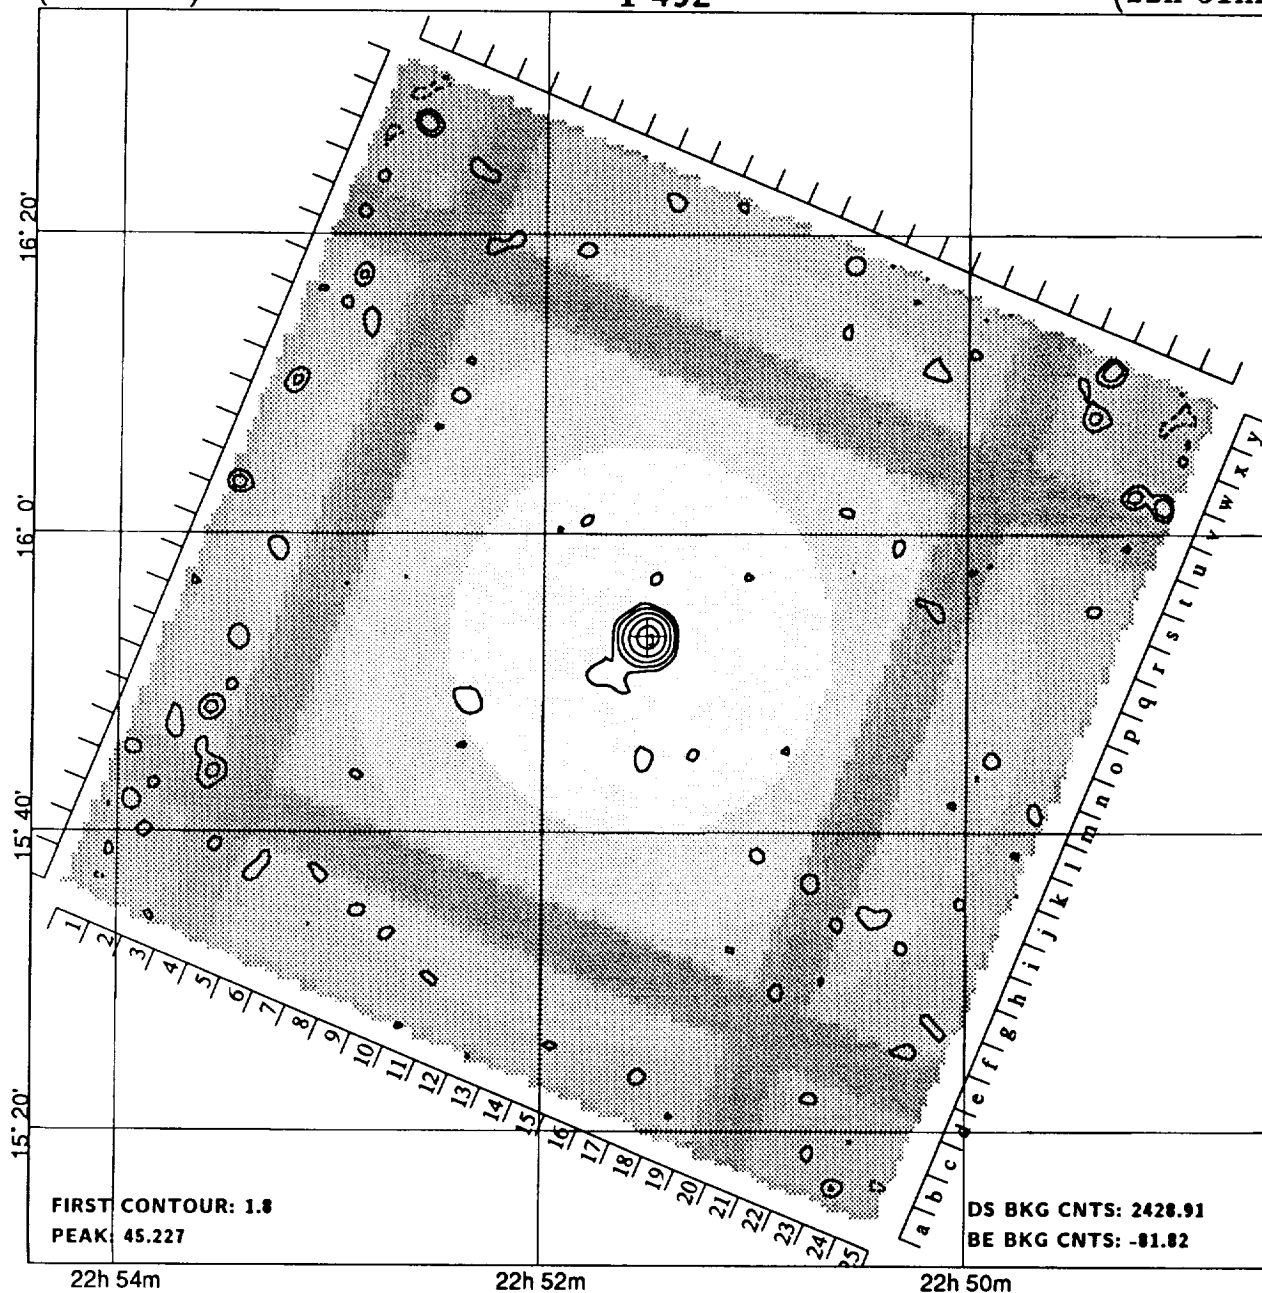 16° 20'
16° 0'
15° 40'
15° 20'
1 2 3 4 5 6 7 8 9 10 11 12 13 14 15 16 17 18 19 20 21 22 23 24 25
a b c d e f g h i j k l m n o p q r s t u v w x y
FIRST CONTOUR: 1.8
PEAK: 45.227
DS BKG CNTS: 2428.91
BE BKG CNTS: -81.82
22h 54m
22h 52m
22h 50m